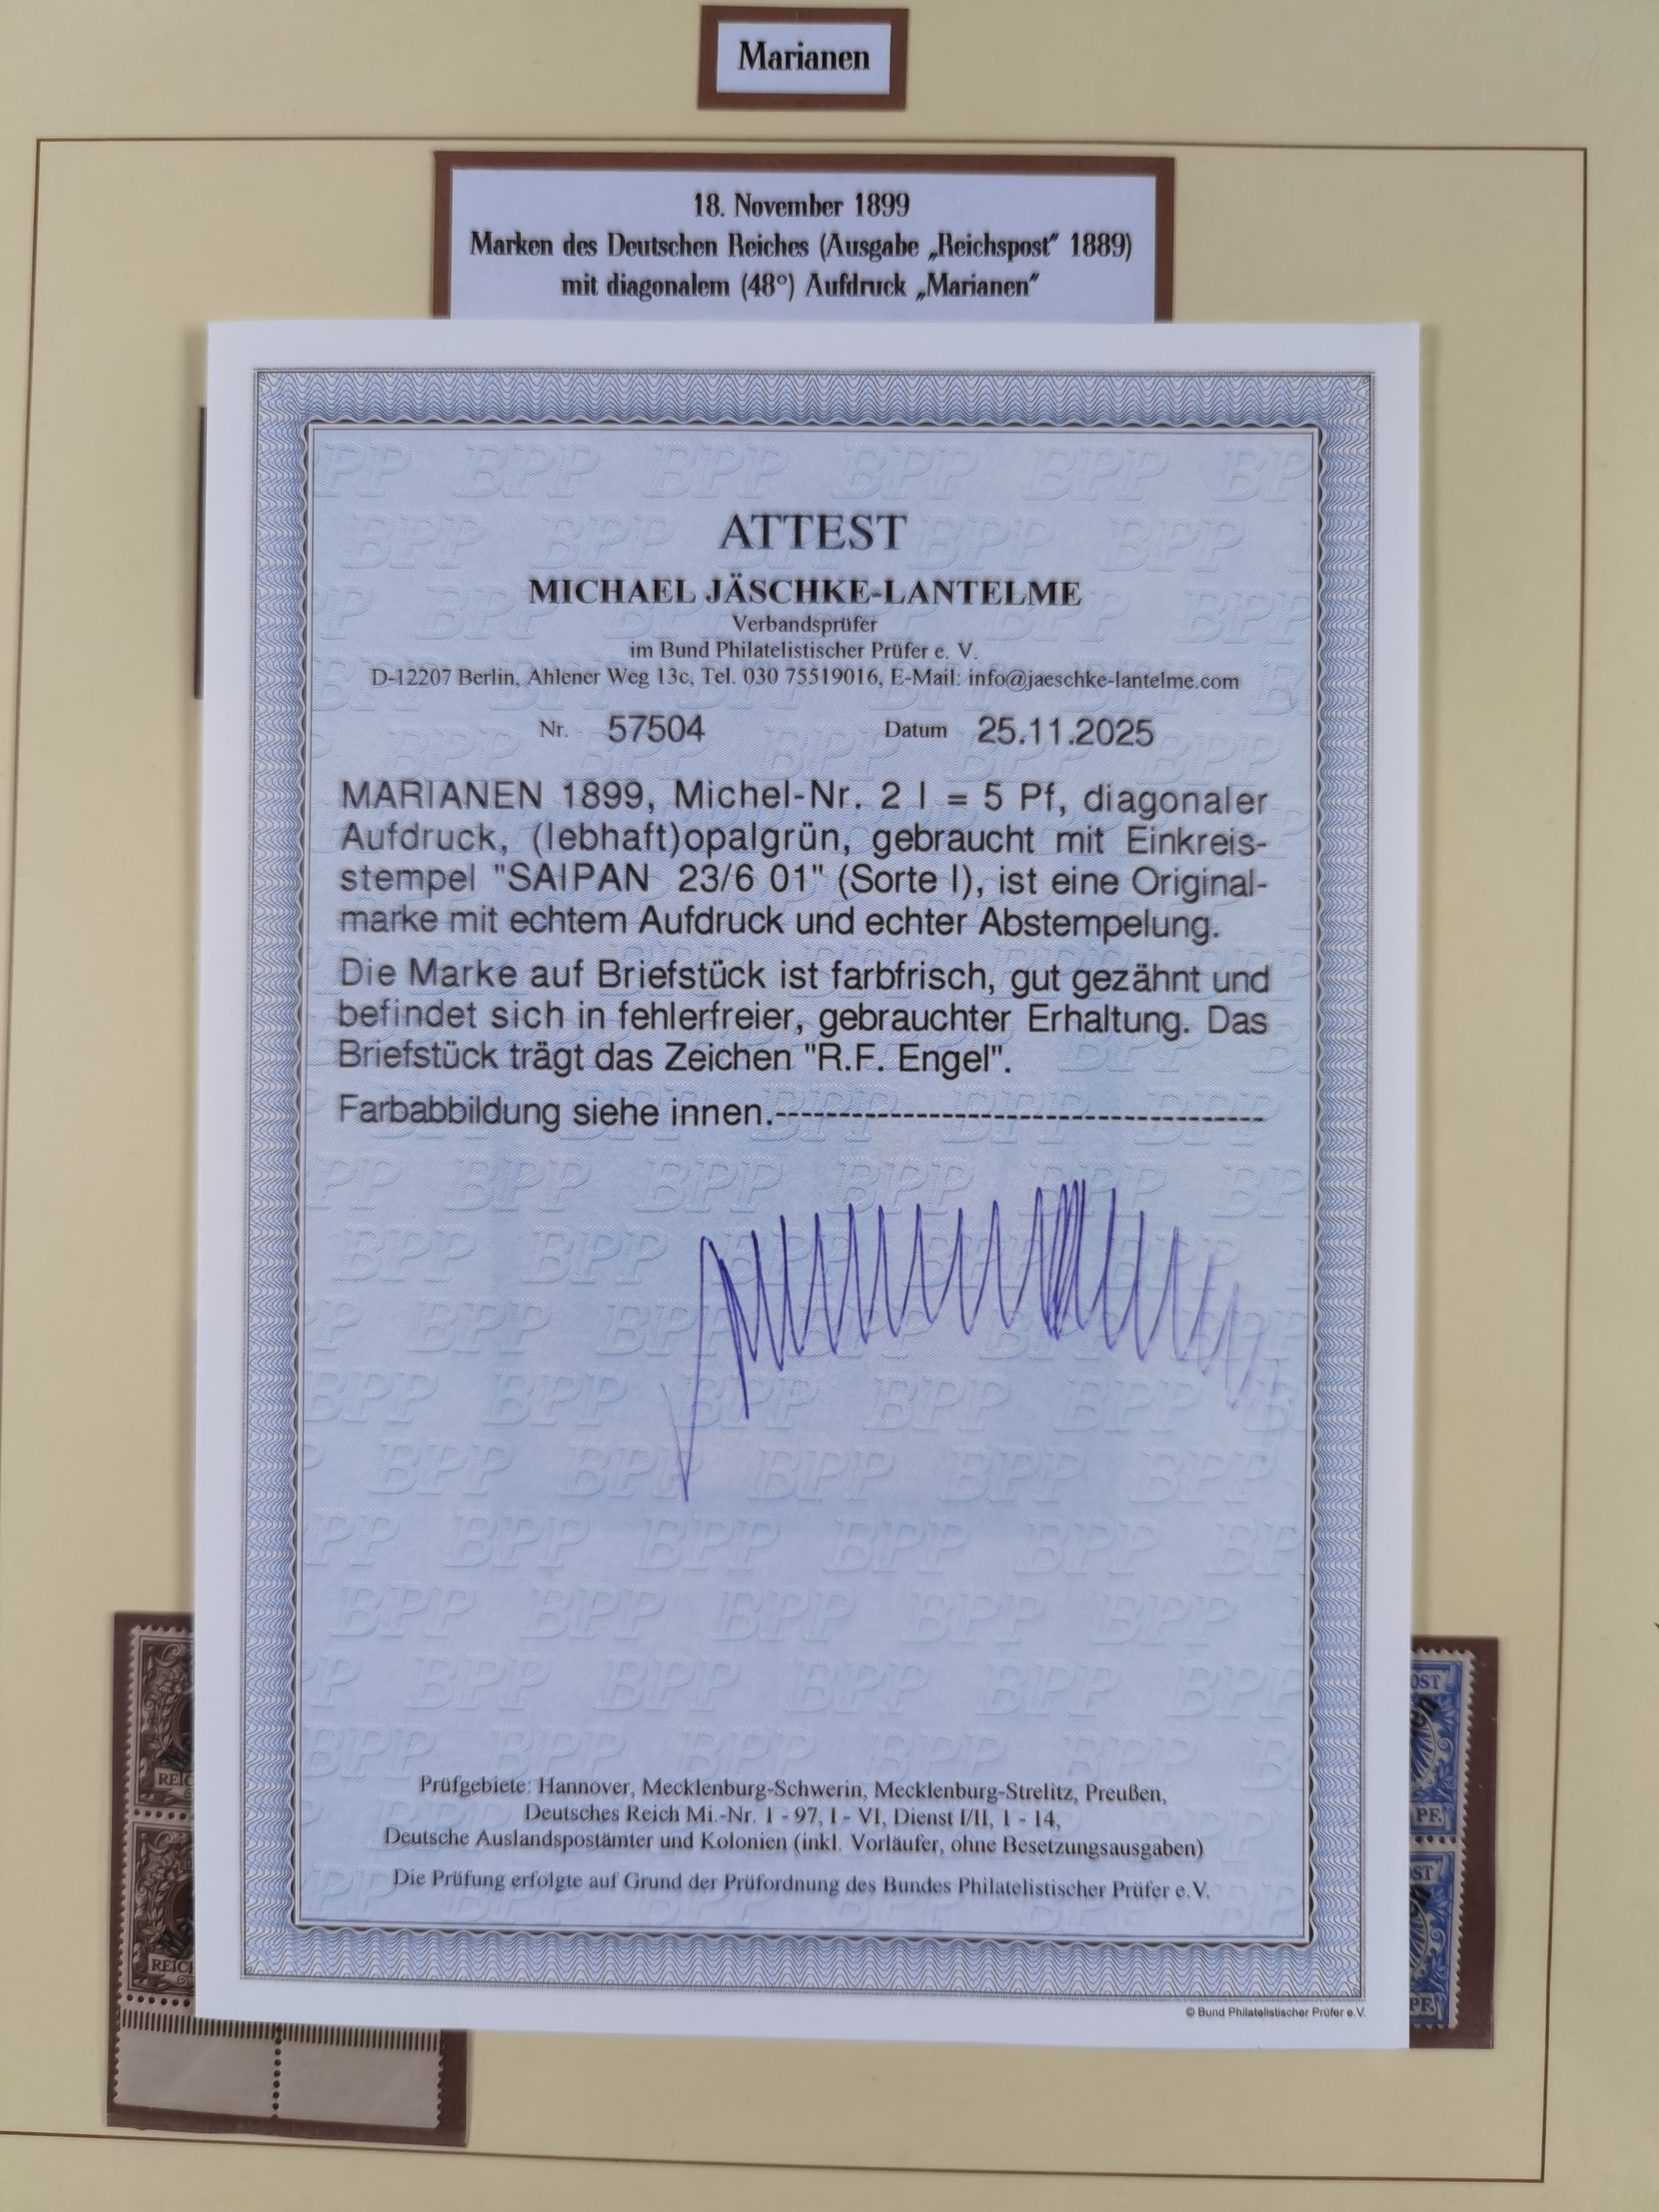 Marianen
18. November 1899
Marken des Deutschen Reiches (Ausgabe „Reichspost“ 1889)
mit diagonalem (48°) Aufdruck „Marianen“
ATTEST
MICHAEL JÄSCHKE-LANTELME
Verbandsprüfer
im Bund Philatelistischer Prüfer e. V.
D-12207 Berlin, Ahlener Weg 13c, Tel. 030 75519016, E-Mail: info@jaeschke-lantelme.com
Nr. 57504 Datum 25.11.2025
MARIANEN 1899, Michel-Nr. 2 I = 5 Pf, diagonaler
Aufdruck, (lebhaft)opalgrün, gebraucht mit Einkreis-
stempel "SAIPAN 23/6 01" (Sorte I), ist eine Original-
marke mit echtem Aufdruck und echter Abstempelung.
Die Marke auf Briefstück ist farbfrisch, gut gezähnt und
befindet sich in fehlerfreier, gebrauchter Erhaltung. Das
Briefstück trägt das Zeichen "R.F. Engel".
Farbabbildung siehe innen.---------------------------------------
Prüfgebiete: Hannover, Mecklenburg-Schwerin, Mecklenburg-Strelitz, Preußen,
Deutsches Reich Mi.-Nr. 1 - 97, I - VI, Dienst I/II, 1 - 14,
Deutsche Auslandspostämter und Kolonien (inkl. Vorläufer, ohne Besetzungsausgaben)
Die Prüfung erfolgte auf Grund der Prüfordnung des Bundes Philatelistischer Prüfer e.V.
© Bund Philatelistischer Prüfer e.V.